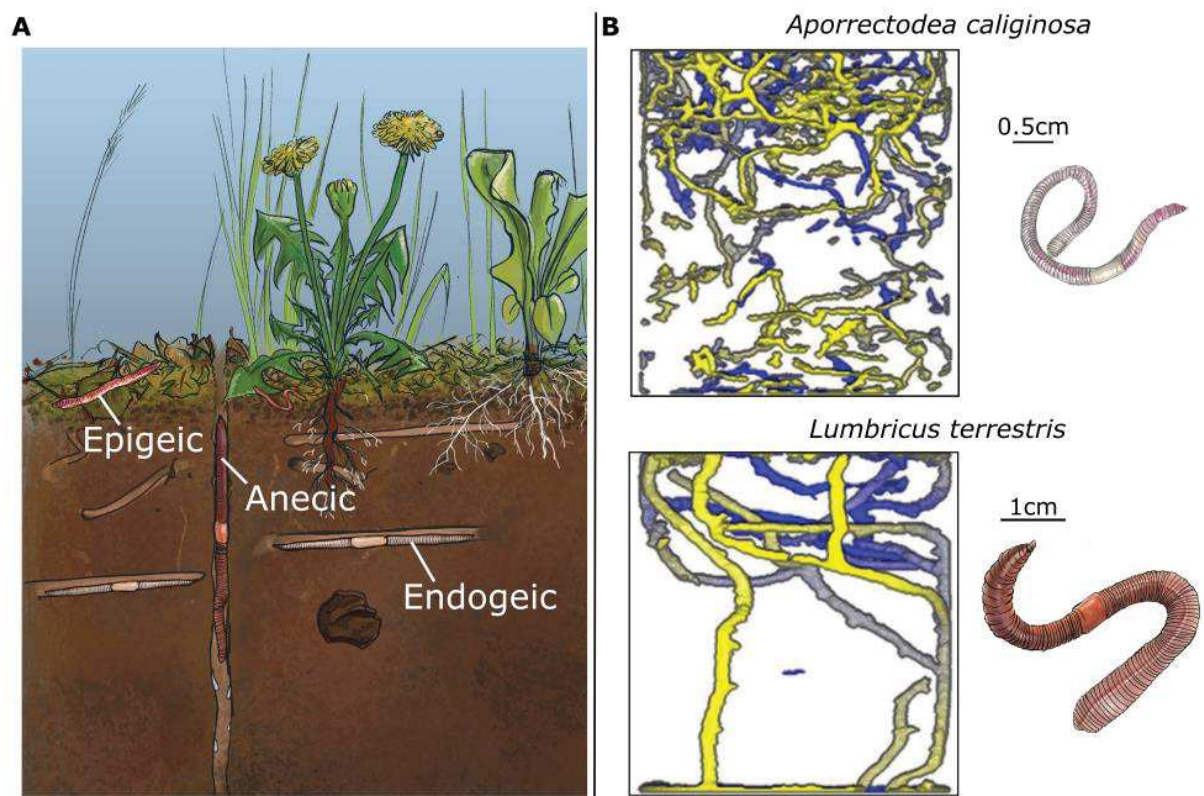 A
Epigeic
Anecic
Endogeic
B
Aporrectodea caliginosa
0.5cm
Lumbricus terrestris
1cm